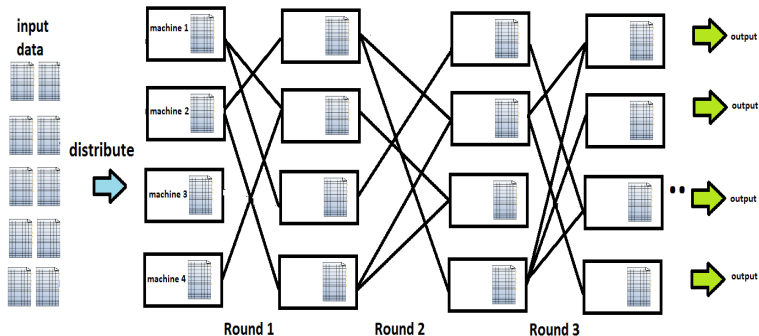 input
data
distribute
machine 1
machine 2
machine 3
machine 4
Round 1
Round 2
Round 3
output
output
output
output